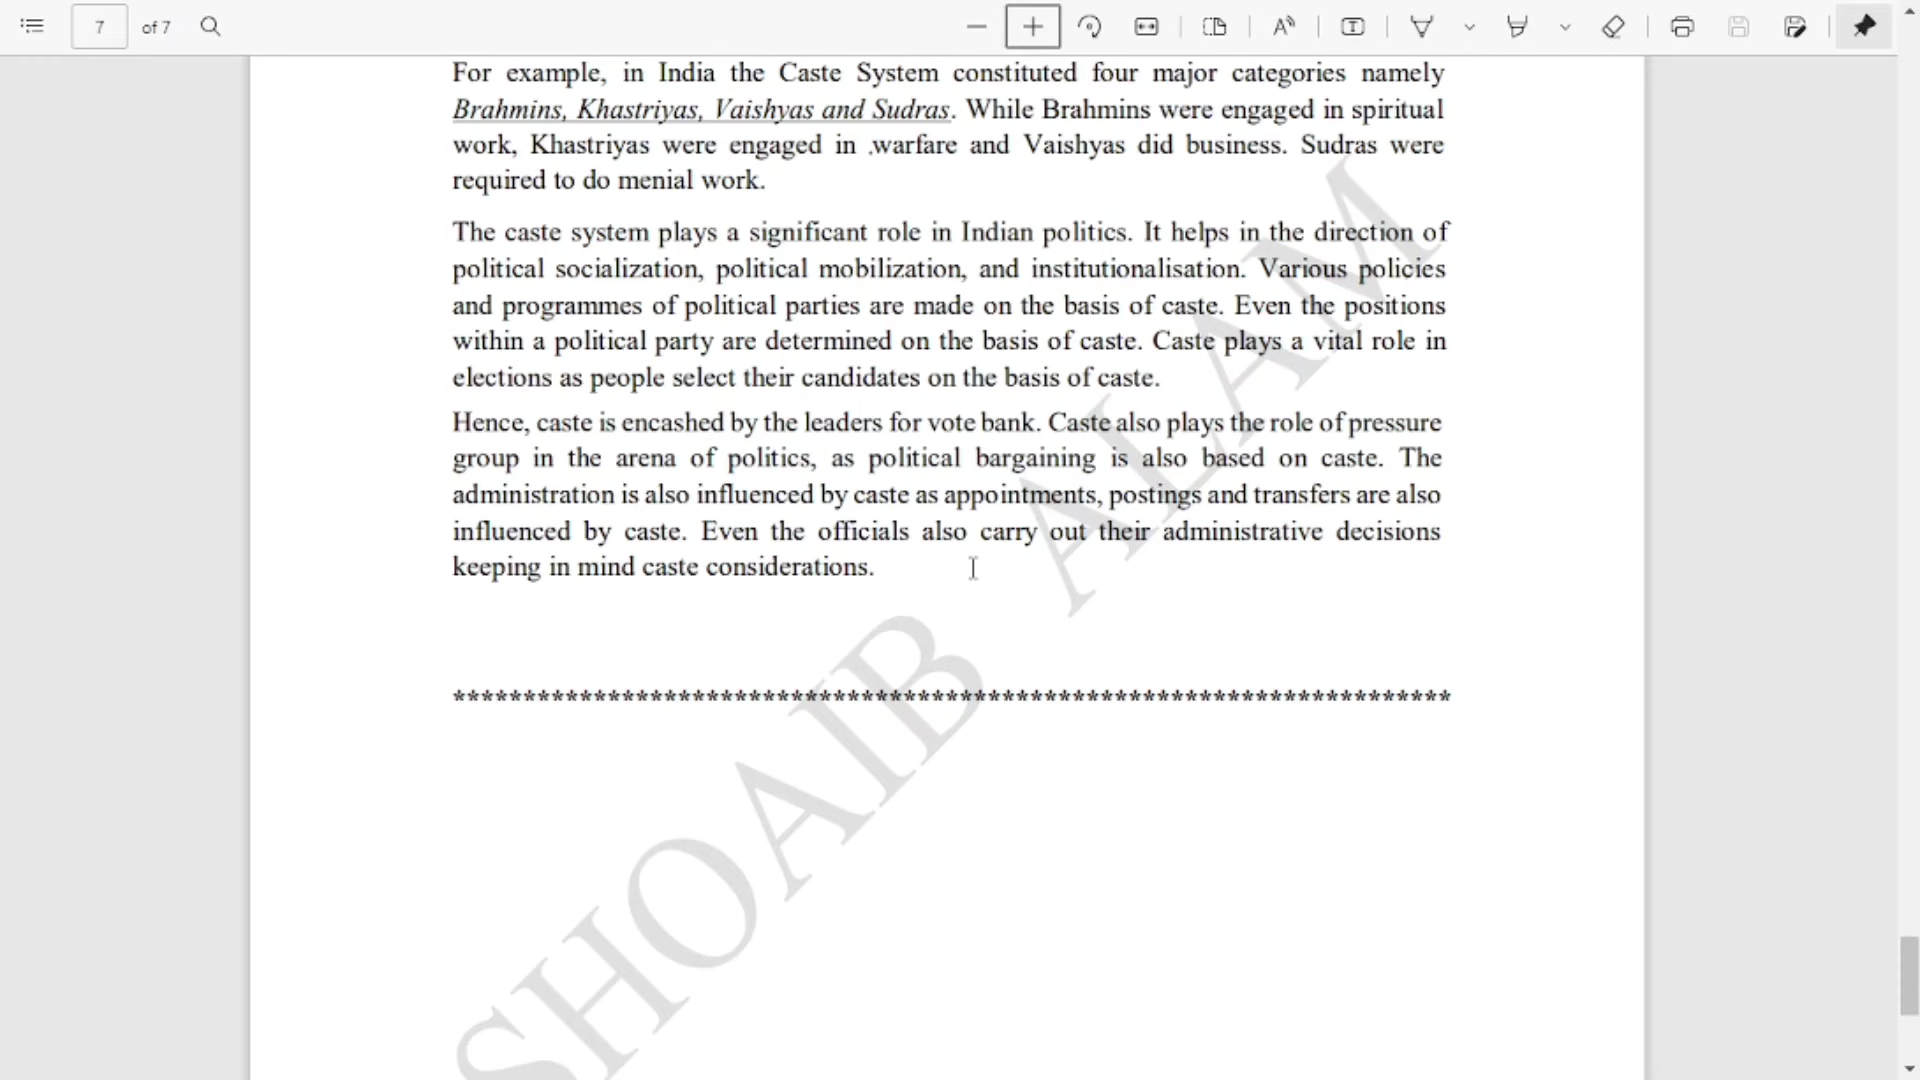 7 of 7
For example, in India the Caste System constituted four major categories namely
Brahmins, Khastriyas, Vaishyas and Sudras. While Brahmins were engaged in spiritual
work, Khastriyas were engaged in .warfare and Vaishyas did business. Sudras were
required to do menial work.
The caste system plays a significant role in Indian politics. It helps in the direction of
political socialization, political mobilization, and institutionalisation. Various policies
and programmes of political parties are made on the basis of caste. Even the positions
within a political party are determined on the basis of caste. Caste plays a vital role in
elections as people select their candidates on the basis of caste.
Hence, caste is encashed by the leaders for vote bank. Caste also plays the role of pressure
group in the arena of politics, as political bargaining is also based on caste. The
administration is also influenced by caste as appointments, postings and transfers are also
influenced by caste. Even the officials also carry out their administrative decisions
keeping in mind caste considerations.
***********************************************************************
SHOAIB ALAM